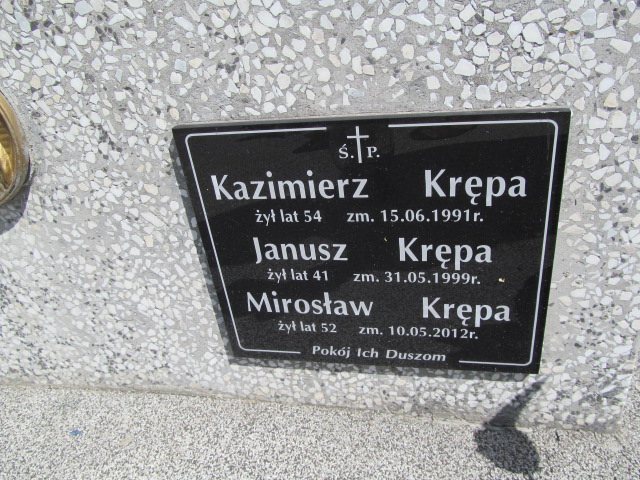 Ś. P.
Kazimierz Krępa
żył lat 54 zm. 15.06.1991r.
Janusz Krępa
żył lat 41 zm. 31.05.1999r.
Mirosław Krępa
żył lat 52 zm. 10.05.2012r.
Pokój Ich Duszom